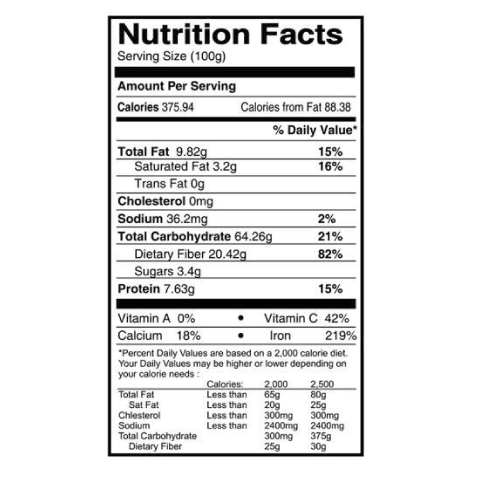 Nutrition Facts
Serving Size (100g)
Amount Per Serving
Calories 375.94 Calories from Fat 88.38
% Daily Value*
Total Fat 9.82g 15%
Saturated Fat 3.2g 16%
Trans Fat 0g
Cholesterol 0mg
Sodium 36.2mg 2%
Total Carbohydrate 64.26g 21%
Dietary Fiber 20.42g 82%
Sugars 3.4g
Protein 7.63g 15%
Vitamin A 0% • Vitamin C 42%
Calcium 18% • Iron 219%
*Percent Daily Values are based on a 2,000 calorie diet.
Your Daily Values may be higher or lower depending on
your calorie needs :
Calories: 2,000 2,500
Total Fat Less than 65g 80g
Sat Fat Less than 20g 25g
Chlesterol Less than 300mg 300mg
Sodium Less than 2400mg 2400mg
Total Carbohydrate 300mg 375g
Dietary Fiber 25g 30g